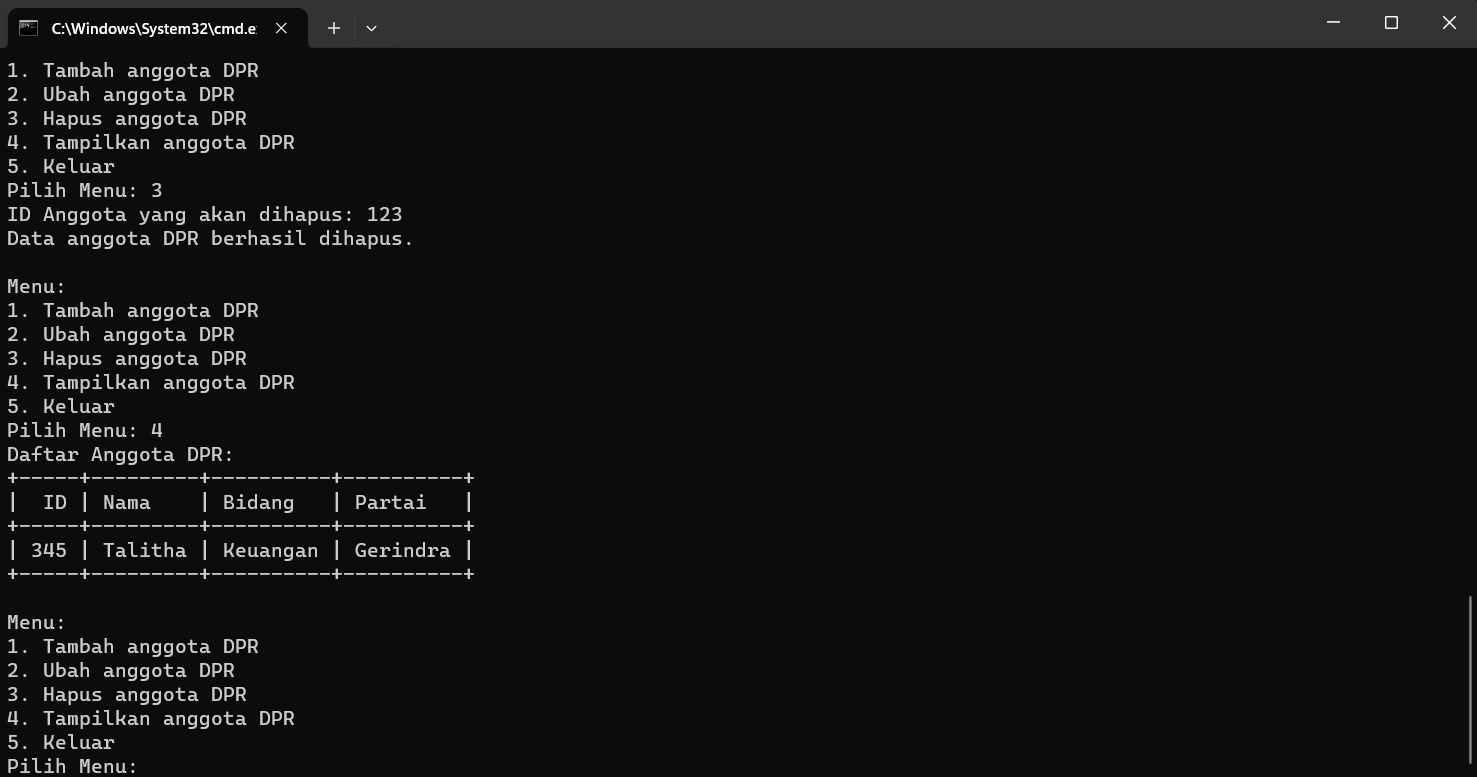 C:\Windows\System32\cmd.e
1. Tambah anggota DPR
2. Ubah anggota DPR
3. Hapus anggota DPR
4. Tampilkan anggota DPR
5. Keluar
Pilih Menu: 3
ID Anggota yang akan dihapus: 123
Data anggota DPR berhasil dihapus.

Menu:
1. Tambah anggota DPR
2. Ubah anggota DPR
3. Hapus anggota DPR
4. Tampilkan anggota DPR
5. Keluar
Pilih Menu: 4
Daftar Anggota DPR:
+-----+---------+----------+----------+
|  ID | Nama    | Bidang   | Partai   |
+-----+---------+----------+----------+
| 345 | Talitha | Keuangan | Gerindra |
+-----+---------+----------+----------+

Menu:
1. Tambah anggota DPR
2. Ubah anggota DPR
3. Hapus anggota DPR
4. Tampilkan anggota DPR
5. Keluar
Pilih Menu: